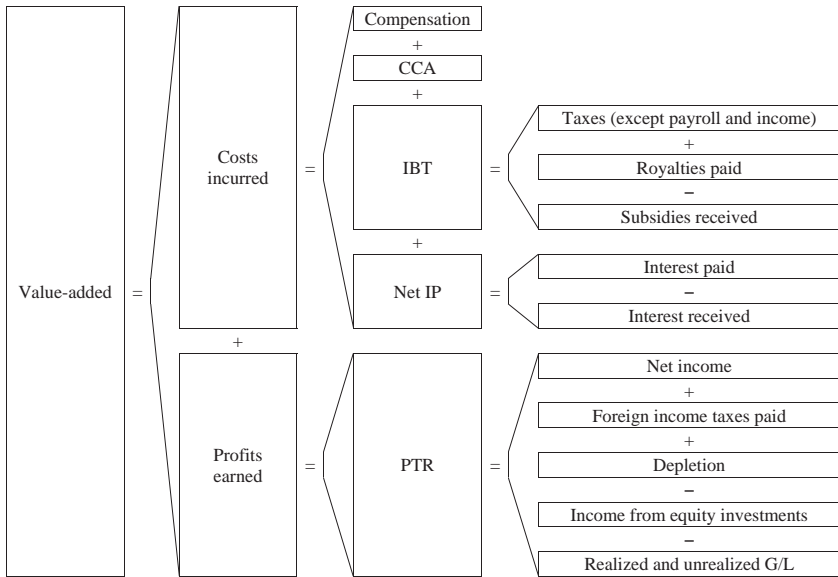 Compensation
+
CCA
+
Taxes (except payroll and income)
+
Costs
incurred
=
IBT
=
Royalties paid
−
Subsidies received
+
Interest paid
Value-added
=
Net IP
=
−
Interest received
+
Net income
+
Foreign income taxes paid
+
Profits
earned
=
PTR
=
Depletion
−
Income from equity investments
−
Realized and unrealized G/L